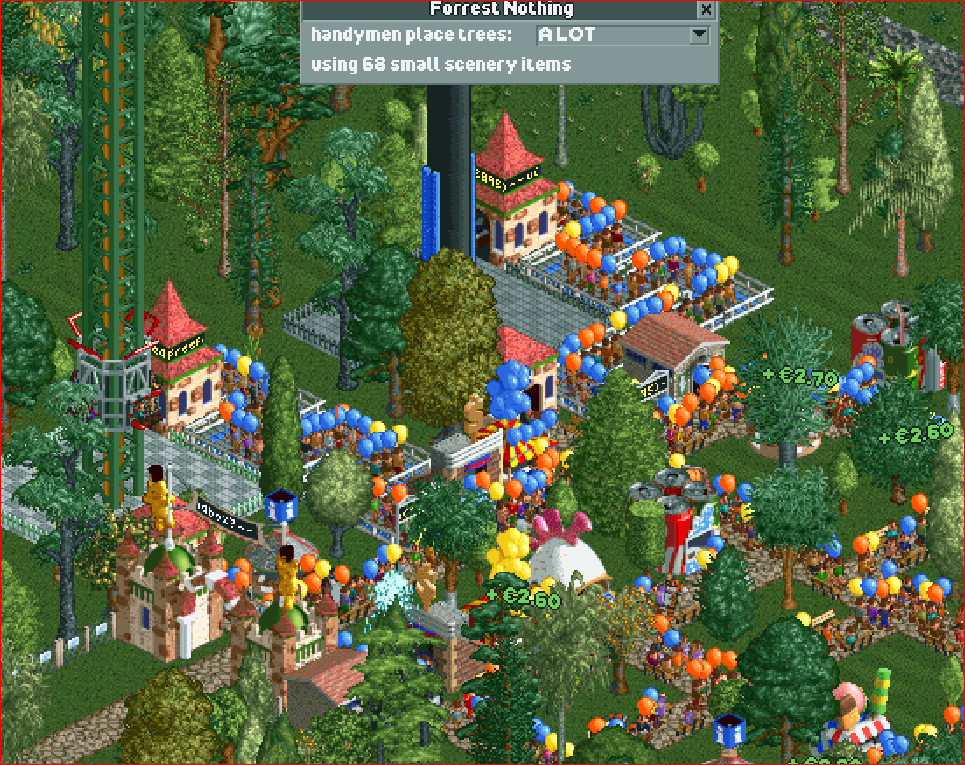 Forrest Nothing
handymen place trees: A LOT
using 68 small scenery items
+ €2.70
+ €2.60
+ €2.60